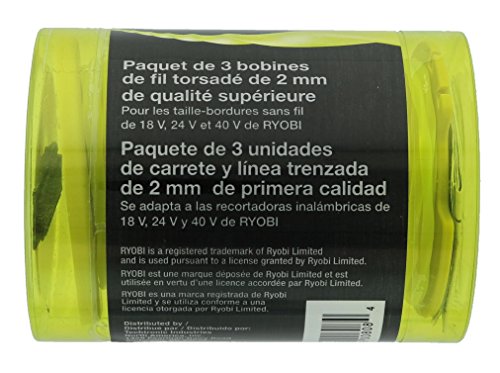 Paquet de 3 bobines
de fil torsadé de 2 mm
de qualité supérieure
Pour les taille-bordures sans fil
de 18 V, 24 V et 40 V de RYOBI
Paquete de 3 unidades
de carrete y línea trenzada
de 2 mm de primera calidad
Se adapta a las recortadoras inalámbricas de
18 V, 24 V y 40 V de RYOBI
RYOBI is a registered trademark of Ryobi Limited
and is used pursuant to a license granted by Ryobi Limited.
RYOBI est une marque déposée de Ryobi Limited et est
utilisée en vertu d'une licence accordée par Ryobi Limited.
RYOBI es una marca registrada de Ryobi
Limited y se utiliza conforme a una
licencia otorgada por Ryobi Limited.
Distributed by /
Distribué par / Distribuido por:
Techtronic Industries